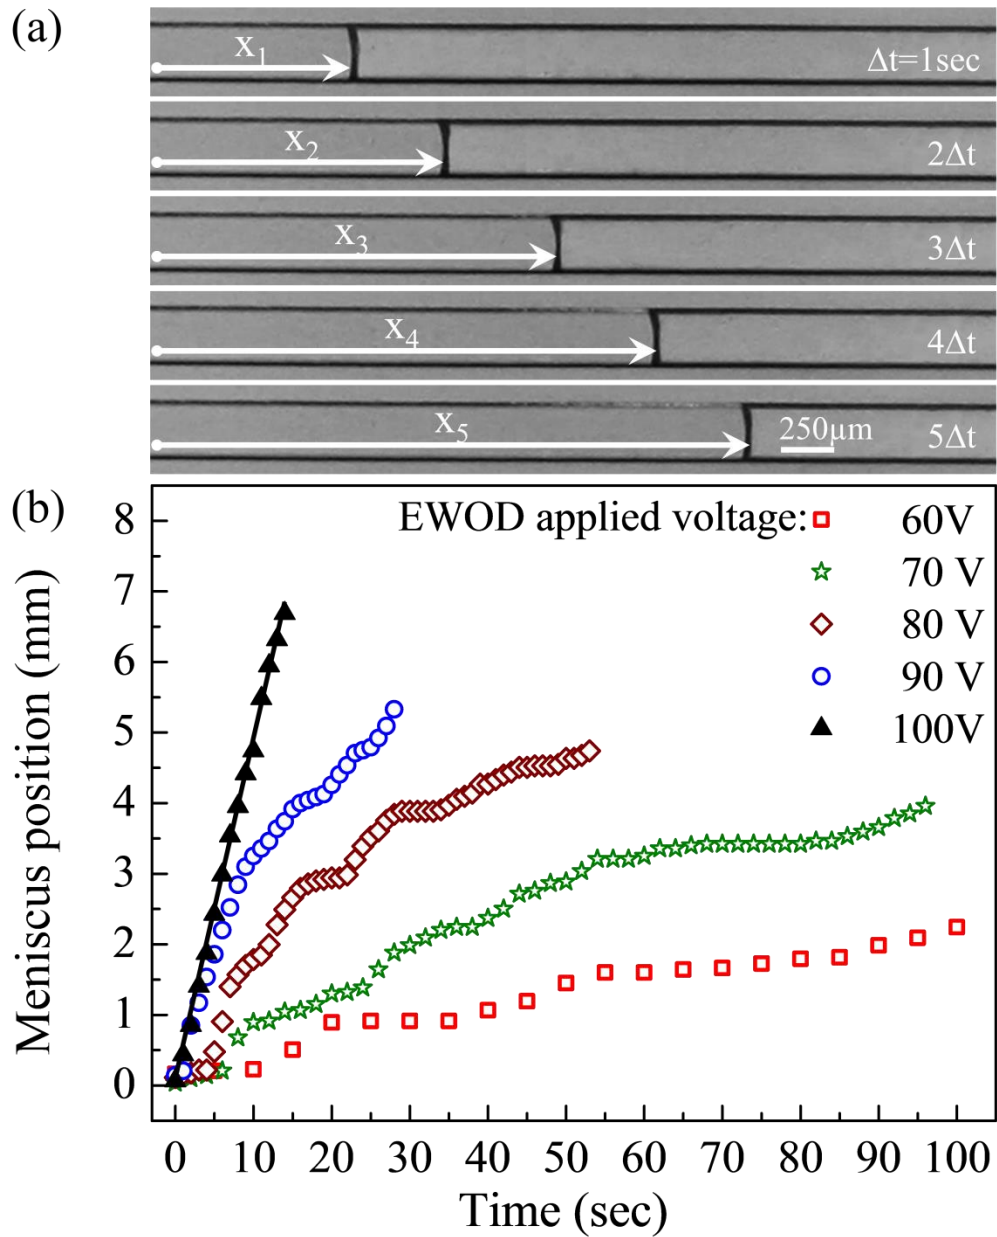 (a)
x₁
Δt=1sec
x₂
2Δt
x₃
3Δt
x₄
4Δt
x₅
250µm
5Δt
(b)
EWOD applied voltage:
60V
70 V
80 V
90 V
100V
Meniscus position (mm)
8
7
6
5
4
3
2
1
0
0 10 20 30 40 50 60 70 80 90 100
Time (sec)